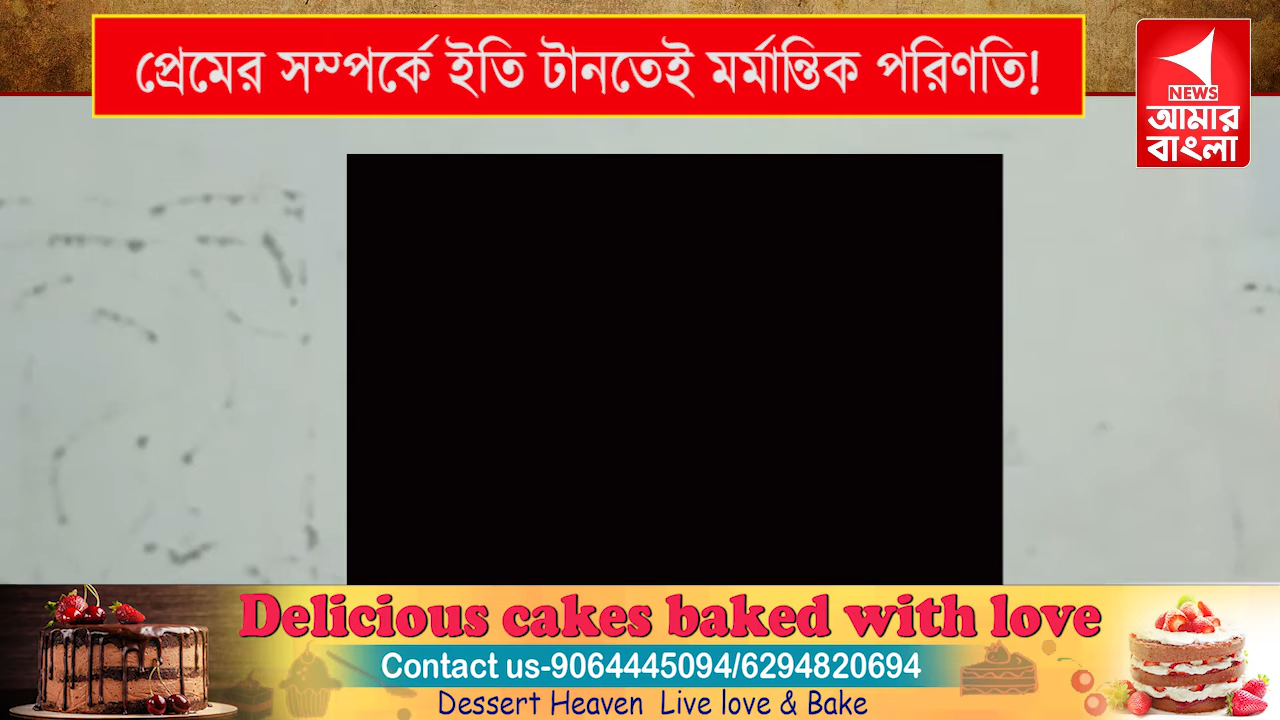 প্রেমের সম্পর্কে ইতি টানতেই মর্মান্তিক পরিণতি!
NEWS
আমার
বাংলা
Delicious cakes baked with love
Contact us-9064445094/6294820694
Dessert Heaven Live love & Bake